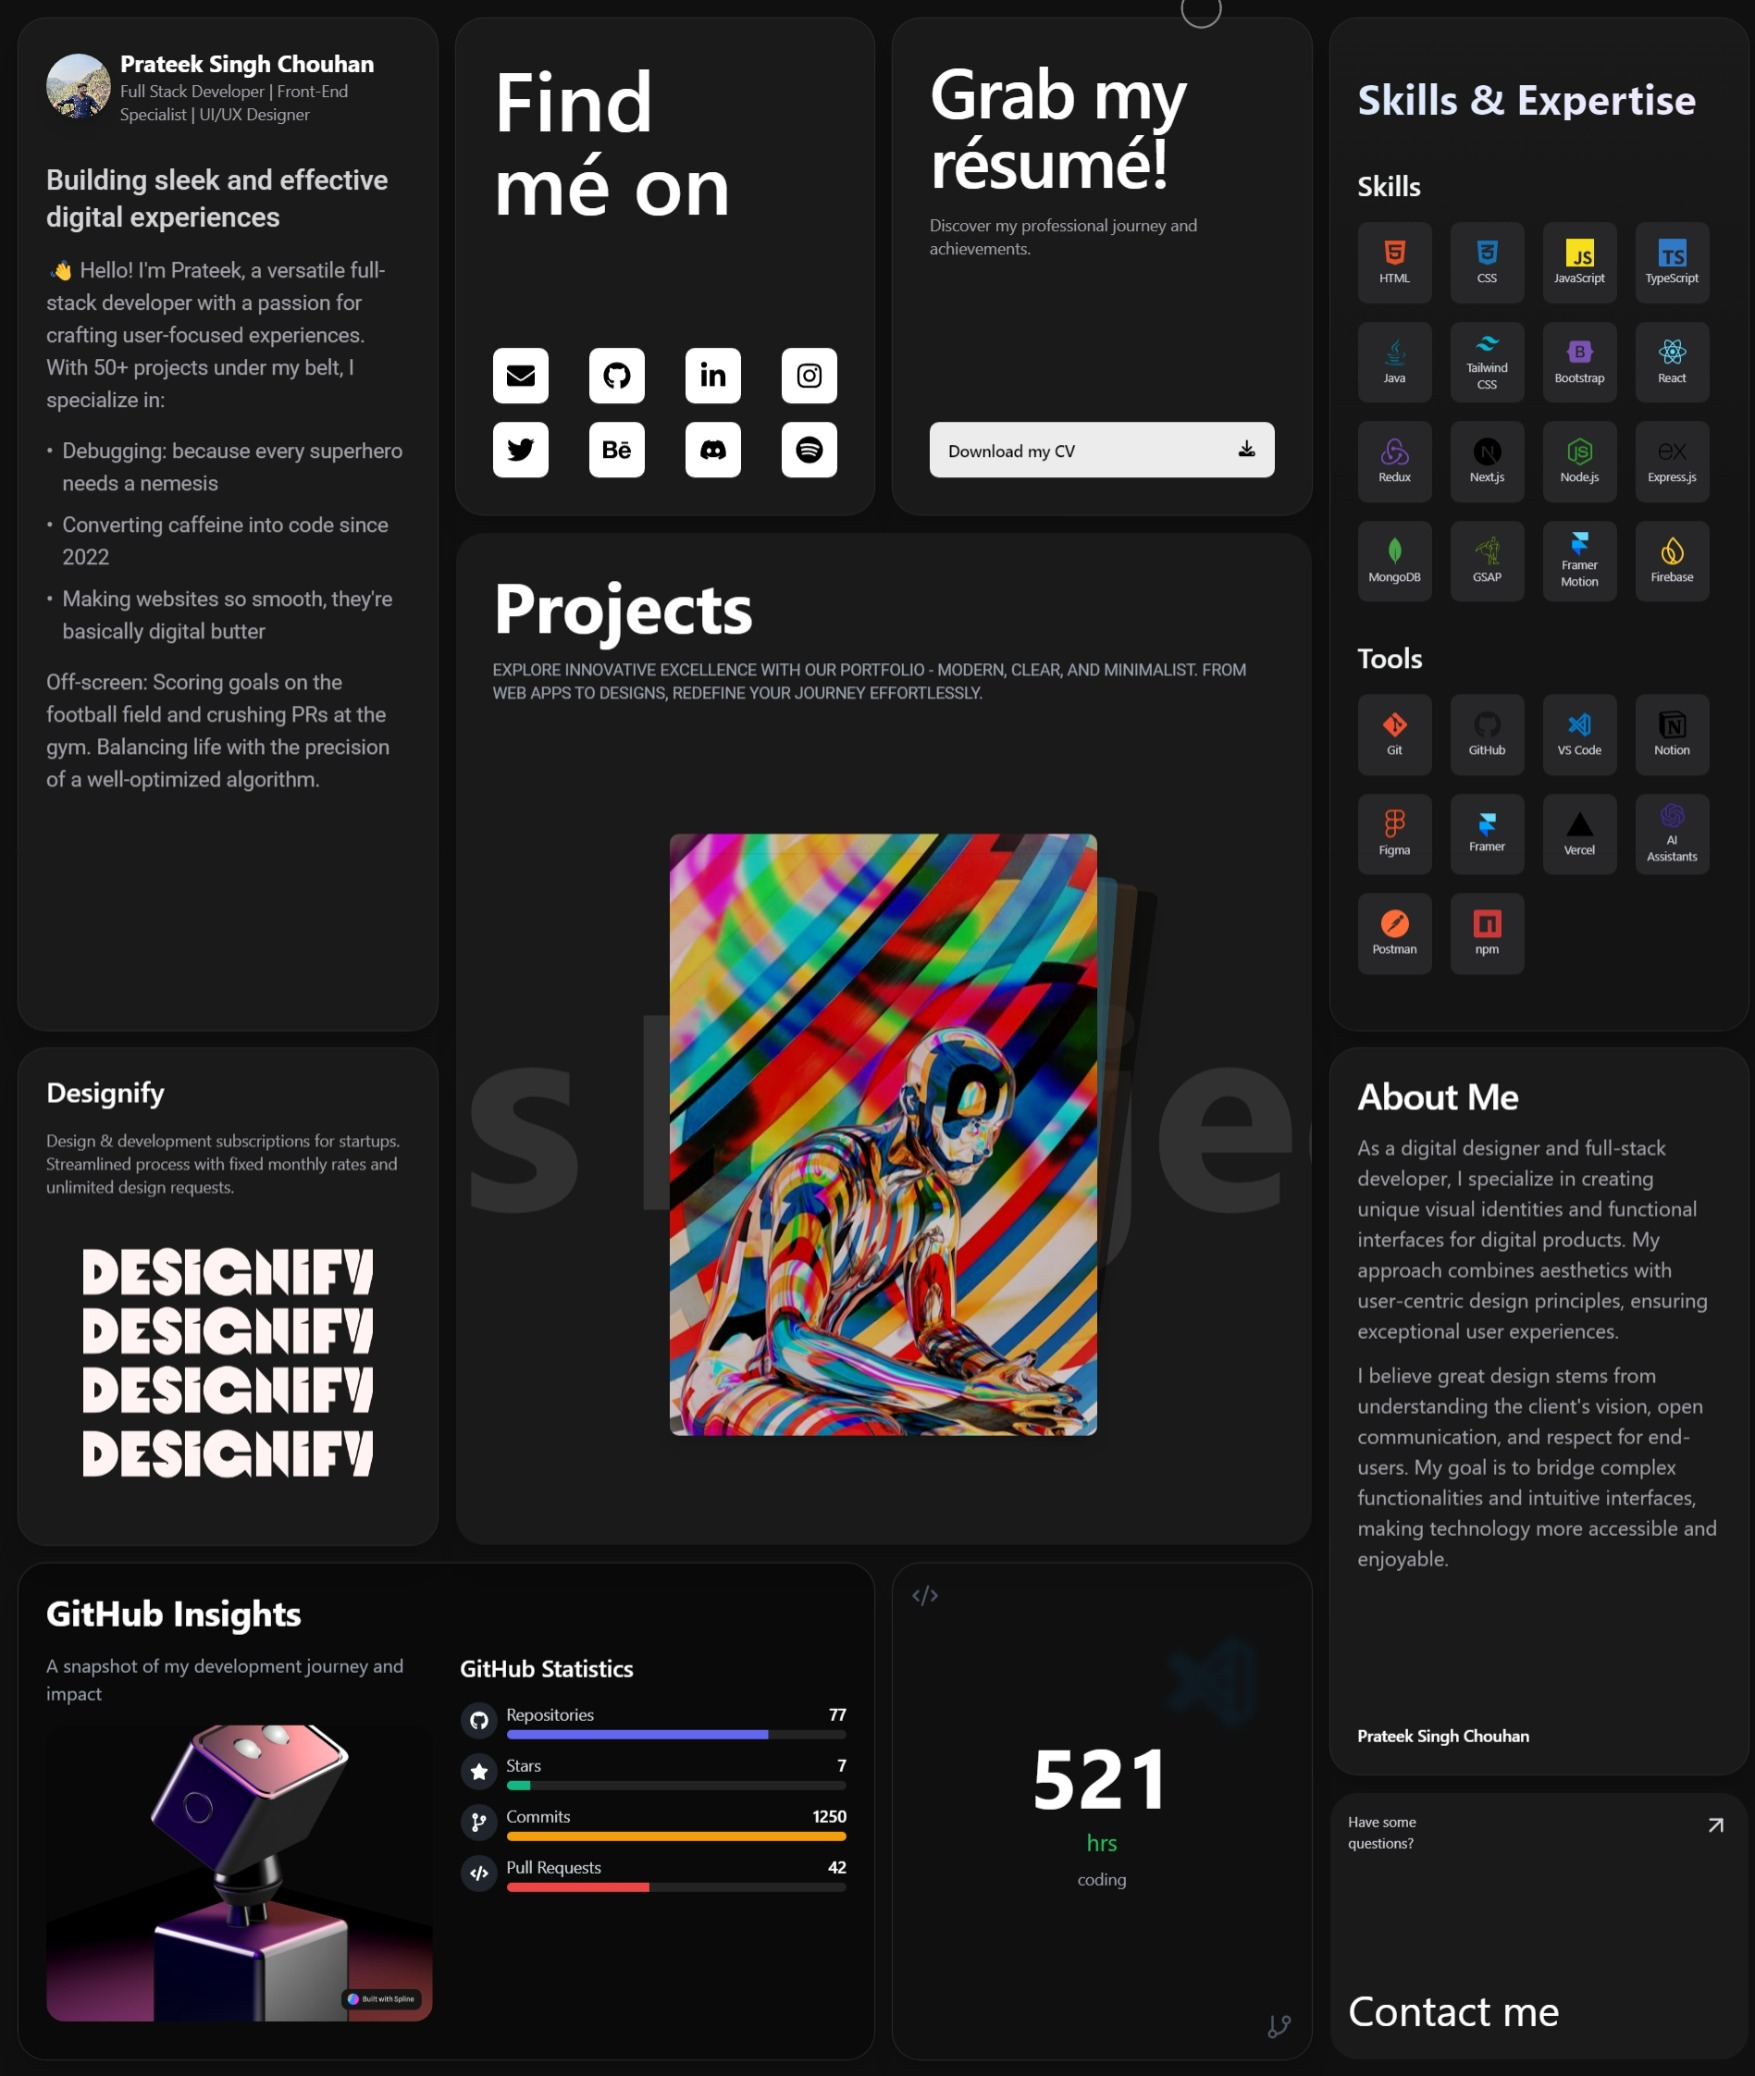 Prateek Singh Chouhan
Full Stack Developer | Front-End
Specialist | UI/UX Designer
Building sleek and effective
digital experiences
👋 Hello! I'm Prateek, a versatile full-
stack developer with a passion for
crafting user-focused experiences.
With 50+ projects under my belt, I
specialize in:
• Debugging: because every superhero
needs a nemesis
• Converting caffeine into code since
2022
• Making websites so smooth, they're
basically digital butter
Off-screen: Scoring goals on the
football field and crushing PRs at the
gym. Balancing life with the precision
of a well-optimized algorithm.
Find
mé on
in
Bē
Grab my
résumé!
Discover my professional journey and
achievements.
Download my CV
Skills & Expertise
Skills
5
HTML
3
CSS
JS
JavaScript
TS
TypeScript
Java
Tailwind
CSS
B
Bootstrap
React
Redux
N
Next.js
JS
Node.js
ex
Express.js
MongoDB
GSAP
Framer
Motion
Firebase
Tools
Git
GitHub
VS Code
N
Notion
Figma
Framer
Vercel
AI
Assistants
Postman
npm
Projects
EXPLORE INNOVATIVE EXCELLENCE WITH OUR PORTFOLIO - MODERN, CLEAR, AND MINIMALIST. FROM
WEB APPS TO DESIGNS, REDEFINE YOUR JOURNEY EFFORTLESSLY.
s je
Designify
Design & development subscriptions for startups.
Streamlined process with fixed monthly rates and
unlimited design requests.
DESiGNiFY
DESiGNiFY
DESiGNiFY
DESiGNiFY
About Me
As a digital designer and full-stack
developer, I specialize in creating
unique visual identities and functional
interfaces for digital products. My
approach combines aesthetics with
user-centric design principles, ensuring
exceptional user experiences.
I believe great design stems from
understanding the client's vision, open
communication, and respect for end-
users. My goal is to bridge complex
functionalities and intuitive interfaces,
making technology more accessible and
enjoyable.
Prateek Singh Chouhan
GitHub Insights
A snapshot of my development journey and
impact
Built with Spline
GitHub Statistics
Repositories 77
Stars 7
Commits 1250
</> Pull Requests 42
</>
521
hrs
coding
Have some
questions?
Contact me